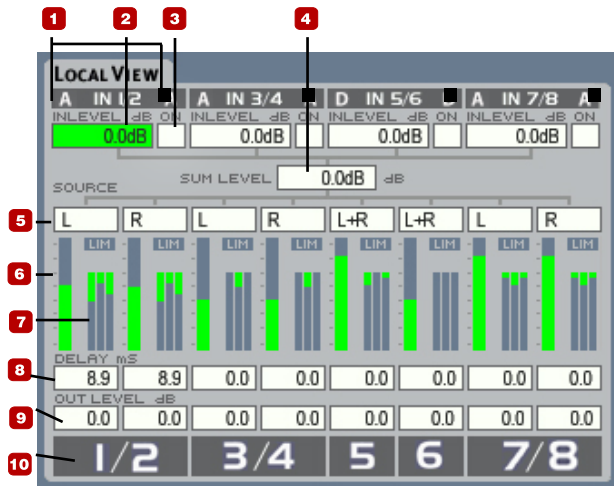 1 2 3 4
LOCAL VIEW
A IN 1/2 A IN 3/4 A D IN 5/6 D A IN 7/8 A
INLEVEL dB ON INLEVEL dB ON INLEVEL dB ON INLEVEL dB ON
0.0dB 0.0dB 0.0dB 0.0dB
SUM LEVEL 0.0dB dB
SOURCE
5 L R L R L+R L+R L R
LIM LIM LIM LIM LIM LIM LIM LIM
6
7
DELAY mS
8 8.9 8.9 0.0 0.0 0.0 0.0 0.0 0.0
OUT LEVEL dB
9 0.0 0.0 0.0 0.0 0.0 0.0 0.0 0.0
10 1/2 3/4 5 6 7/8